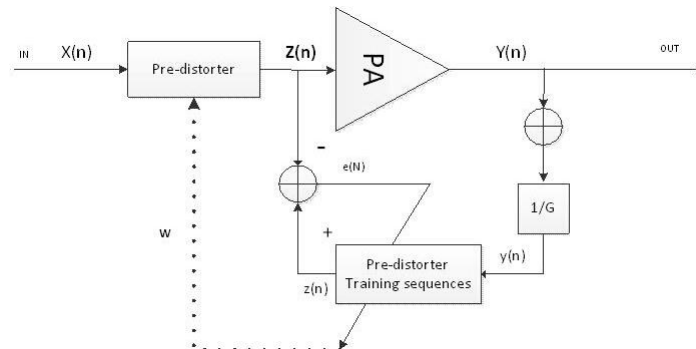 IN
X(n)
Pre-distorter
Z(n)
PA
Y(n)
OUT
-
e(N)
1/G
w
+
z(n)
Pre-distorter
Training sequences
y(n)